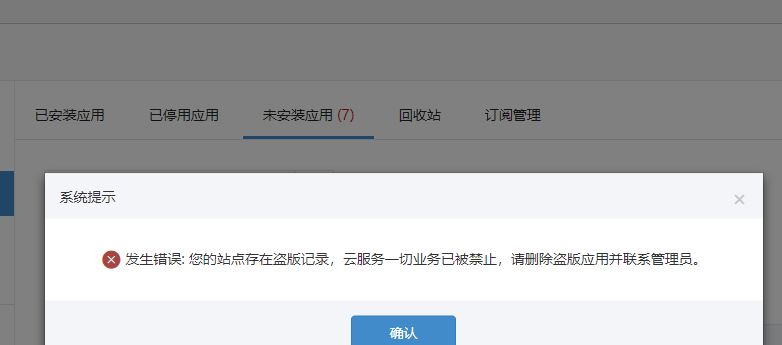 已安装应用 已停用应用 未安装应用 (7) 回收站 订阅管理
系统提示
发生错误: 您的站点存在盗版记录，云服务一切业务已被禁止，请删除盗版应用并联系管理员。
确认